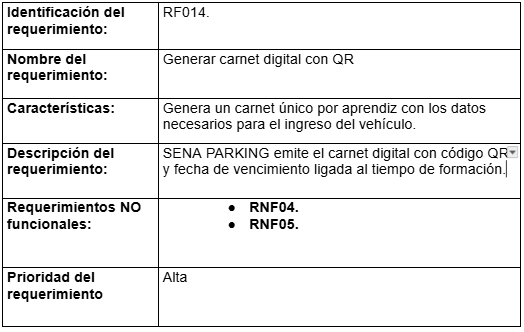 Identificación del
requerimiento:
RF014.
Nombre del
requerimiento:
Generar carnet digital con QR
Características:
Genera un carnet único por aprendiz con los datos
necesarios para el ingreso del vehículo.
Descripción del
requerimiento:
SENA PARKING emite el carnet digital con código QR
y fecha de vencimiento ligada al tiempo de formación.
Requerimientos NO
funcionales:
● RNF04.
● RNF05.
Prioridad del
requerimiento
Alta